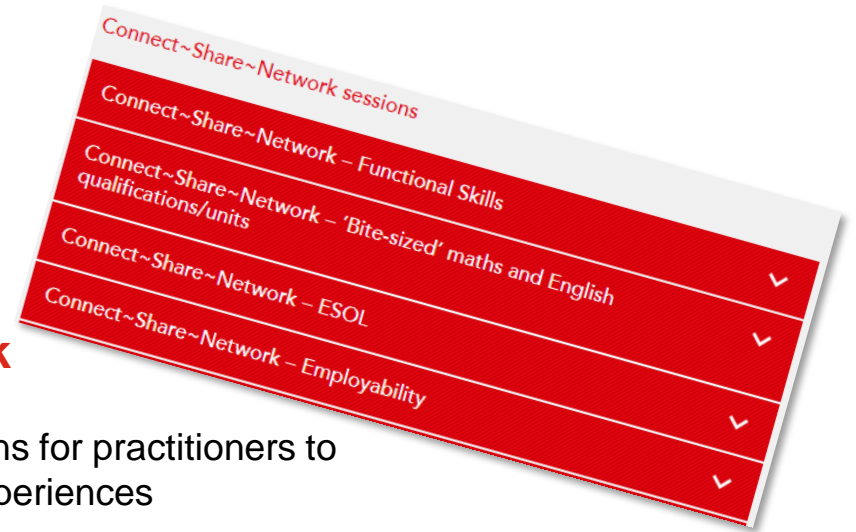 Connect~Share~Network sessions
Connect~Share~Network – Functional Skills
Connect~Share~Network – ‘Bite-sized’ maths and English
qualifications/units
Connect~Share~Network – ESOL
Connect~Share~Network – Employability
k
ns for practitioners to
periences